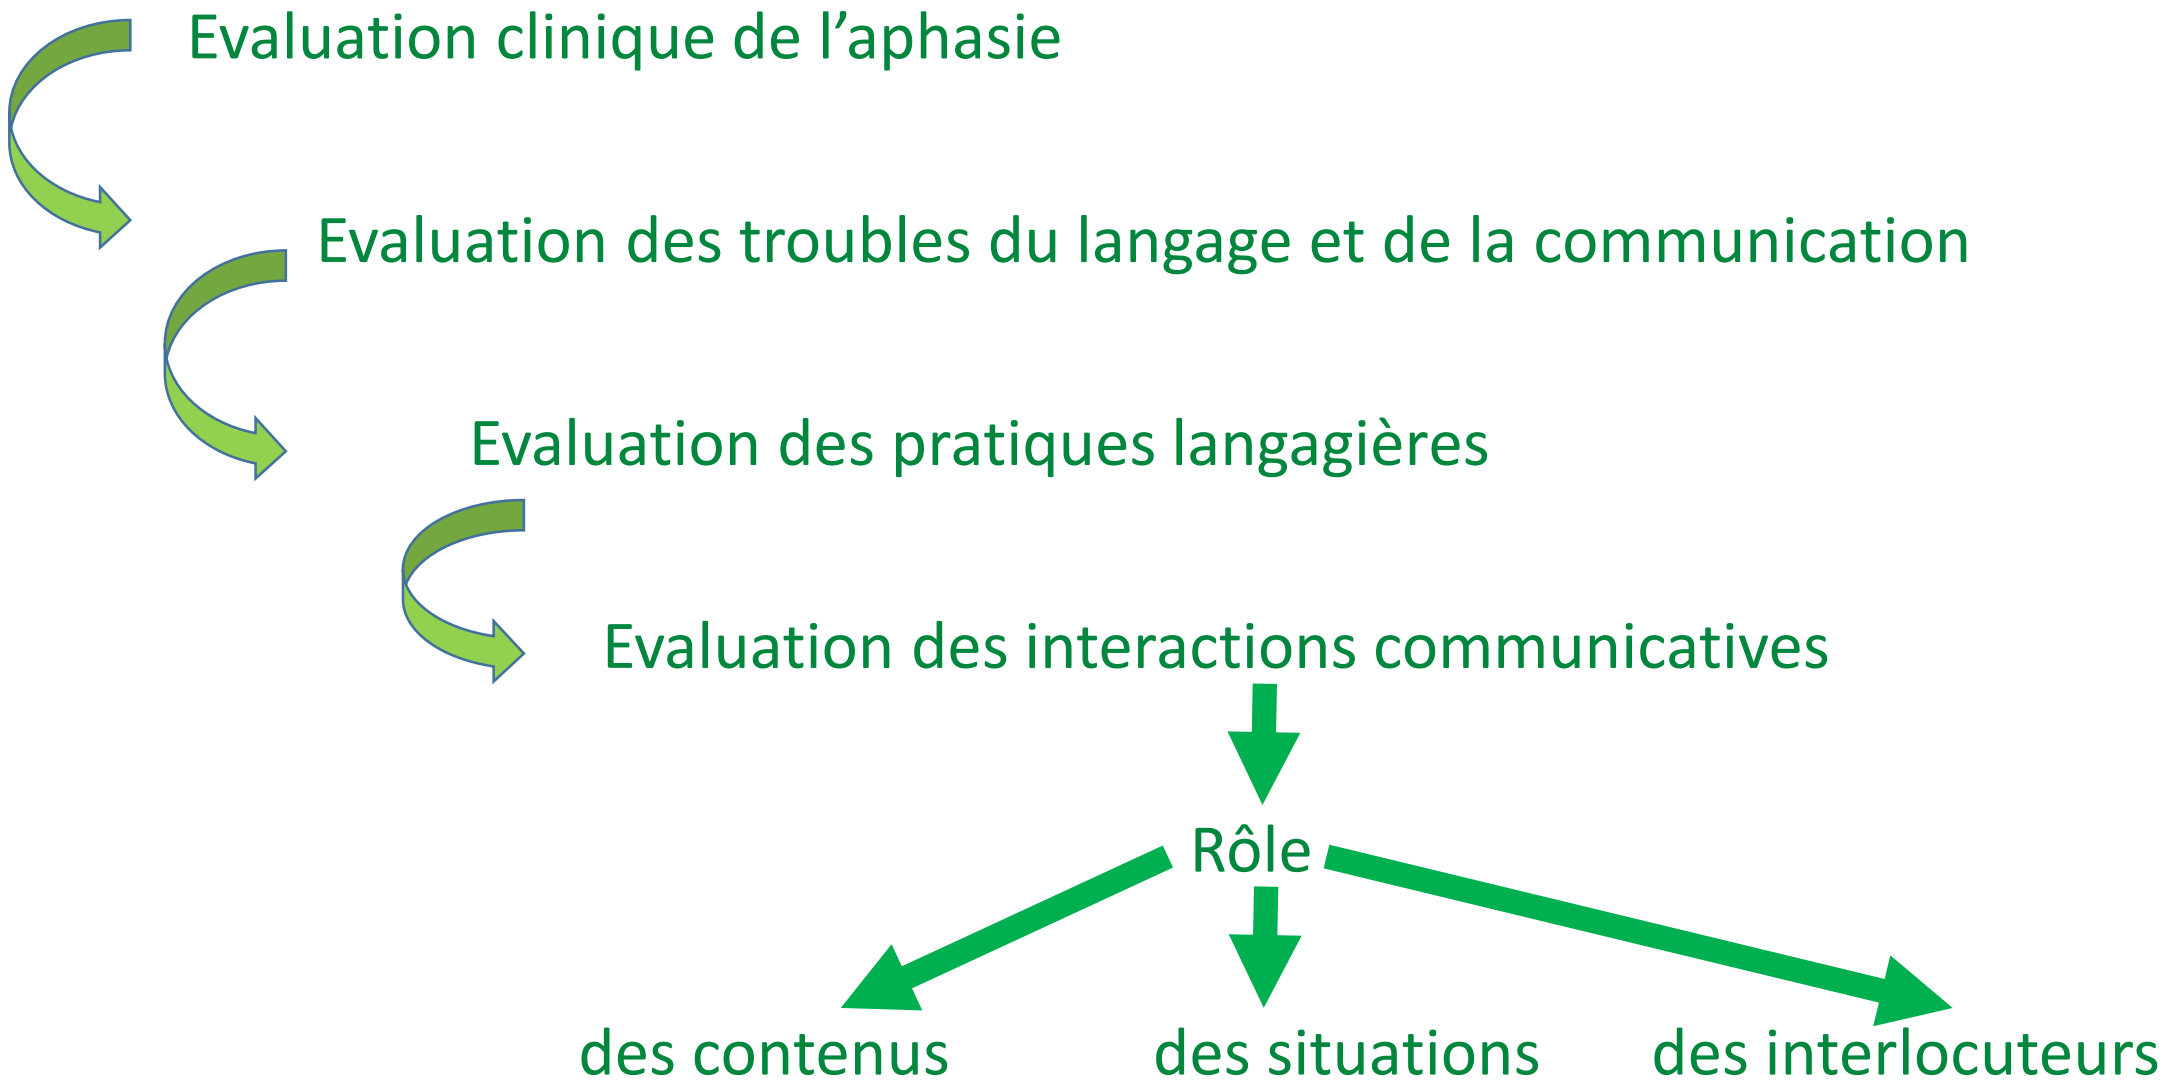 Evaluation clinique de l’aphasie
Evaluation des troubles du langage et de la communication
Evaluation des pratiques langagières
Evaluation des interactions communicatives
Rôle
des contenus
des situations
des interlocuteurs